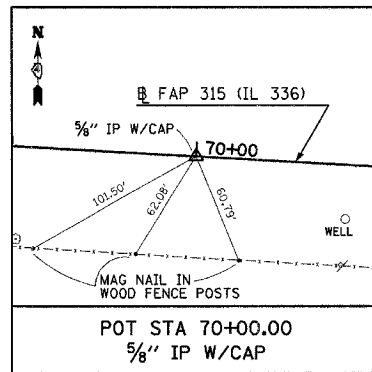 N
℄ FAP 315 (IL 336)
5/8" IP W/CAP
70+00
101.50'
62.08'
60.79'
WELL
MAG NAIL IN
WOOD FENCE POSTS
POT STA 70+00.00
5/8" IP W/CAP